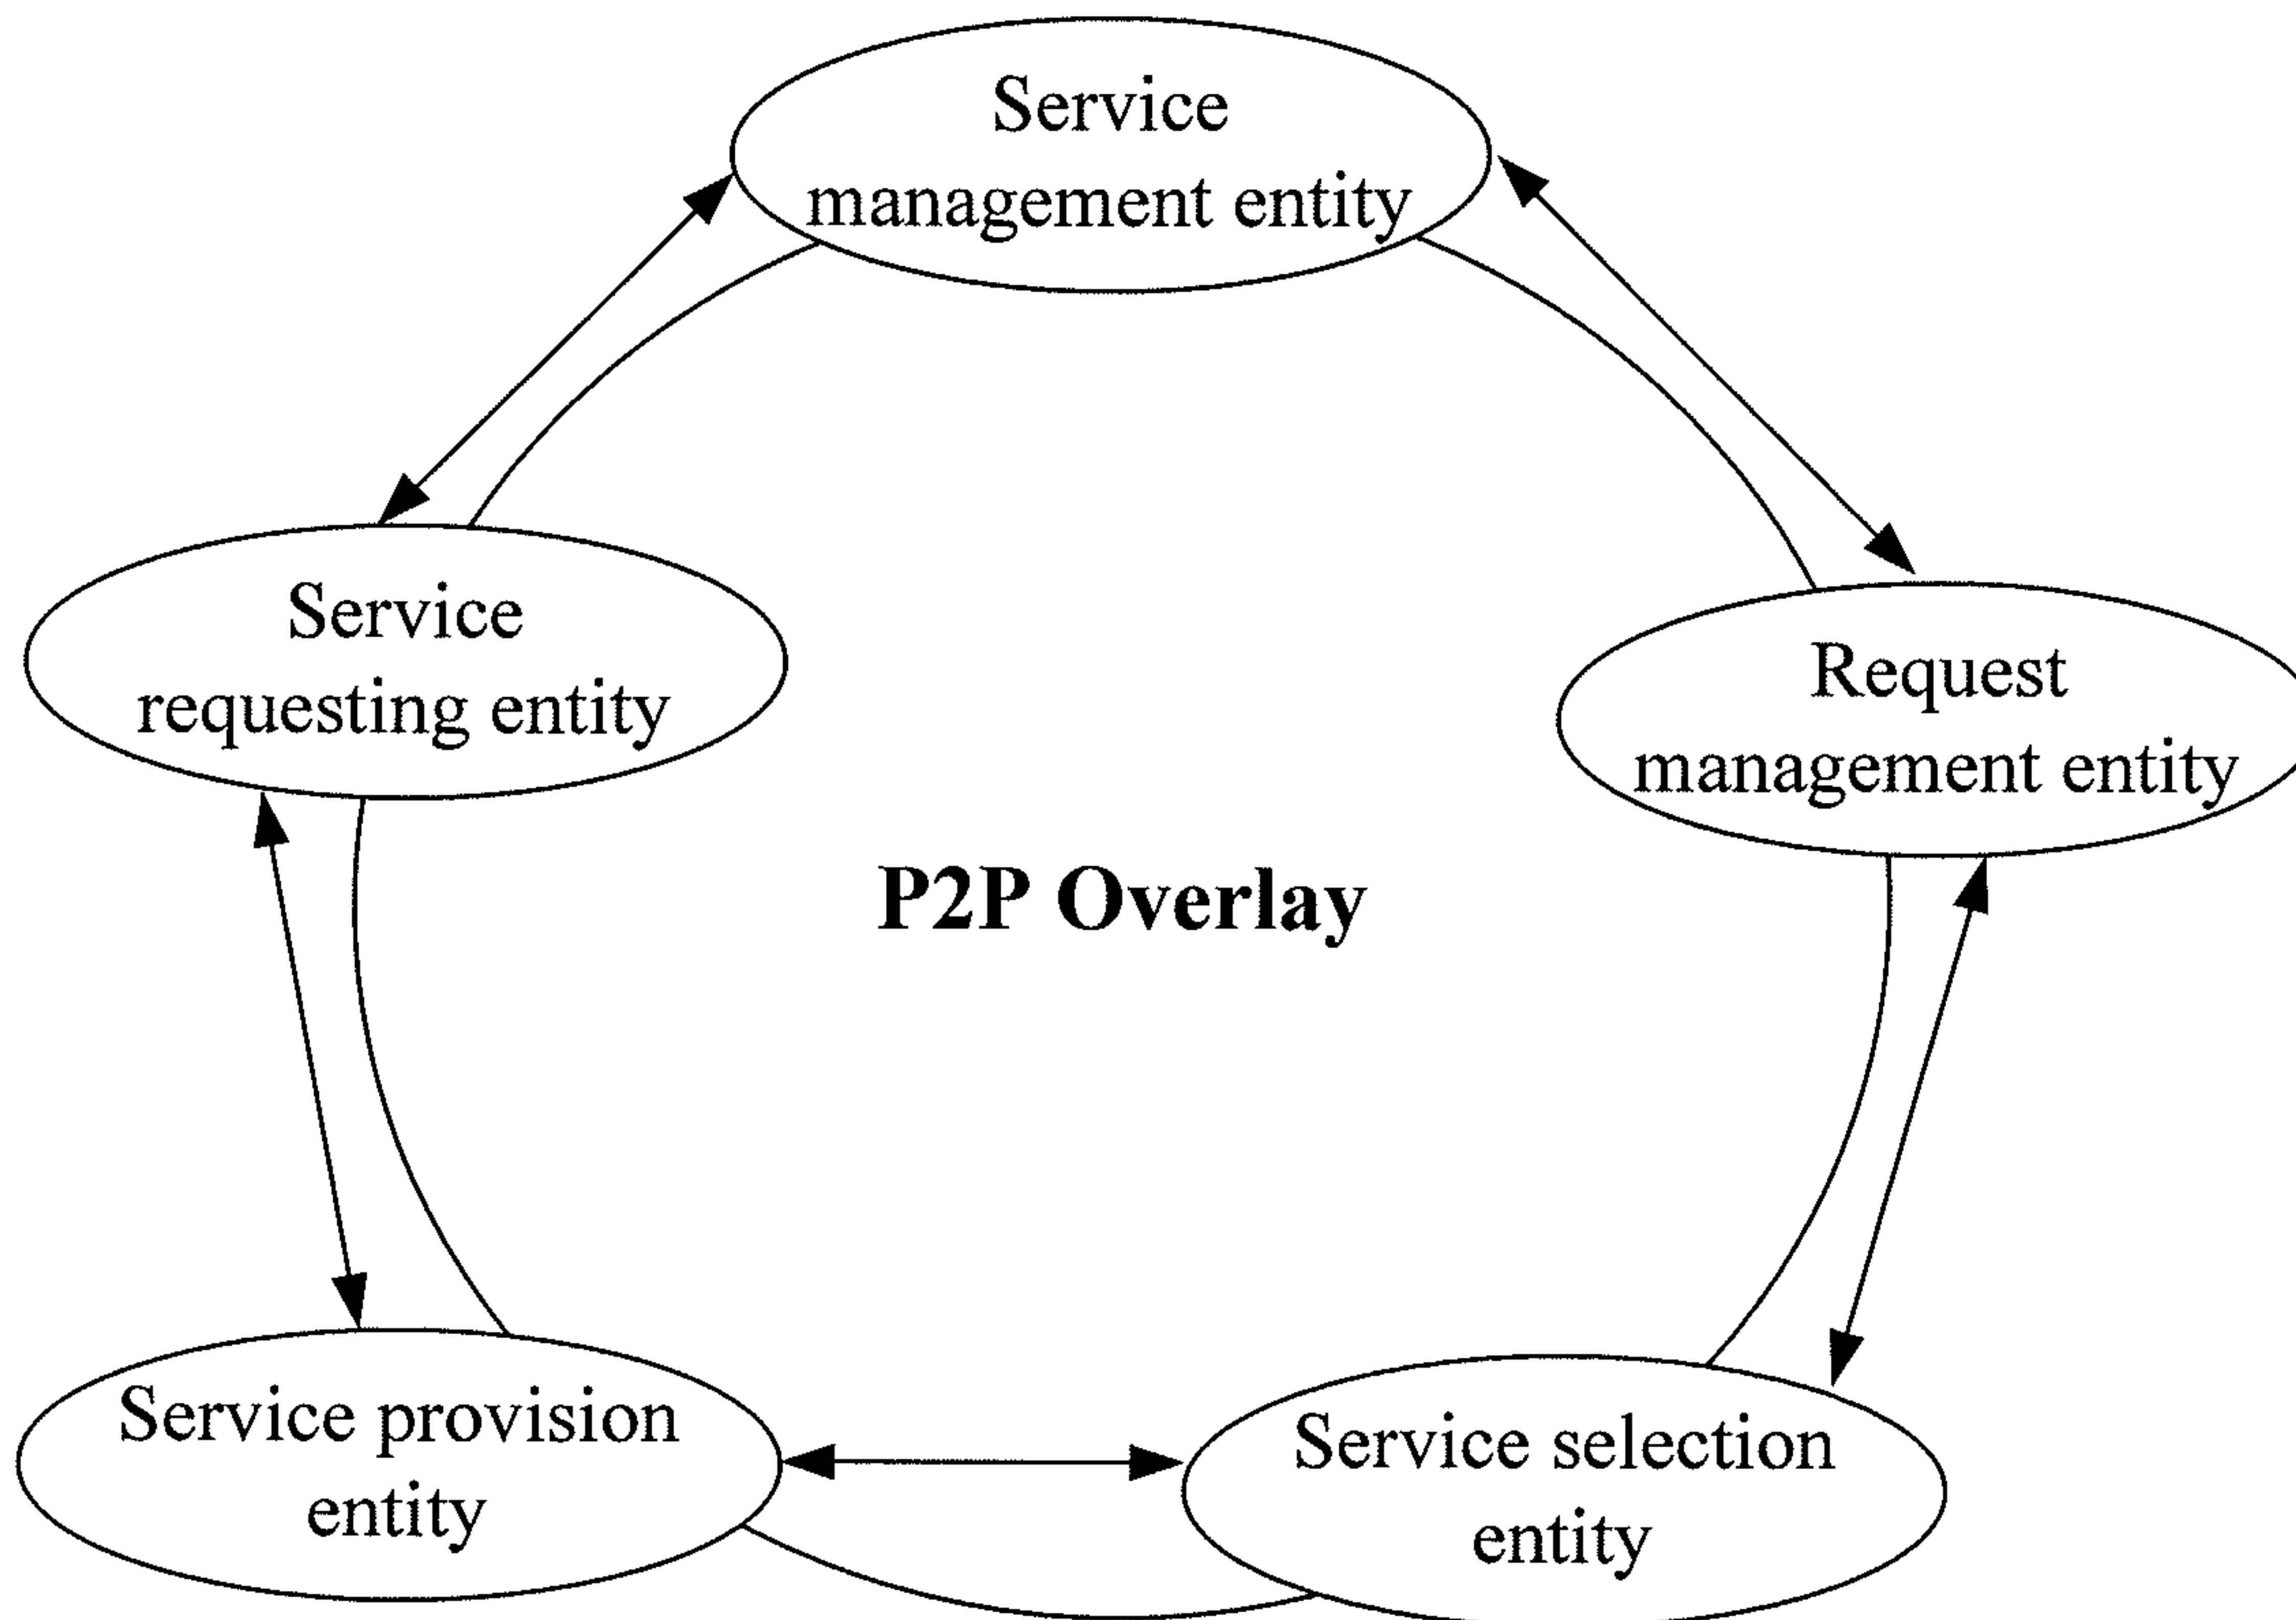 Service
management entity
Service
requesting entity
Request
management entity
P2P Overlay
Service provision
entity
Service selection
entity